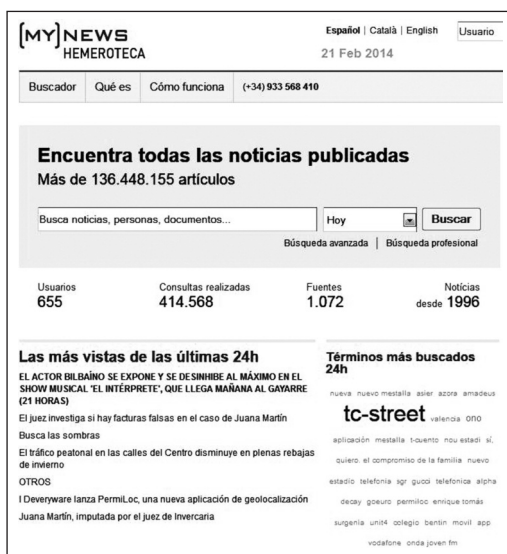 [MY]NEWS
HEMEROTECA
Español | Català | English
Usuario
21 Feb 2014
Buscador
Qué es
Cómo funciona
(+34) 933 568 410
Encuentra todas las noticias publicadas
Más de 136.448.155 artículos
Busca noticias, personas, documentos...
Hoy
Buscar
Búsqueda avanzada | Búsqueda profesional
Usuarios
655
Consultas realizadas
414.568
Fuentes
1.072
Notícias
desde 1996
Las más vistas de las últimas 24h
EL ACTOR BILBAÍNO SE EXPONE Y SE DESINHIBE AL MÁXIMO EN EL
SHOW MUSICAL 'EL INTÉRPRETE', QUE LLEGA MAÑANA AL GAYARRE
(21 HORAS)
El juez investiga si hay facturas falsas en el caso de Juana Martín
Busca las sombras
El tráfico peatonal en las calles del Centro disminuye en plenas rebajas
de invierno
OTROS
I Deveryware lanza PermiLoc, una nueva aplicación de geolocalización
Juana Martín, imputada por el juez de Invercaria
Términos más buscados
24h
nueva nuevo mestalla asier azora amadeus
tc-street valencia ono
aplicación mestalla t-cuento nou estadi sí,
quiero. el compromiso de la familia nuevo
estadio telefonia sgr gucci telefónica alpha
decay goeuro permiloc enrique tomás
surgenia unit4 colegio bentin movil app
vodafone onda joven fm